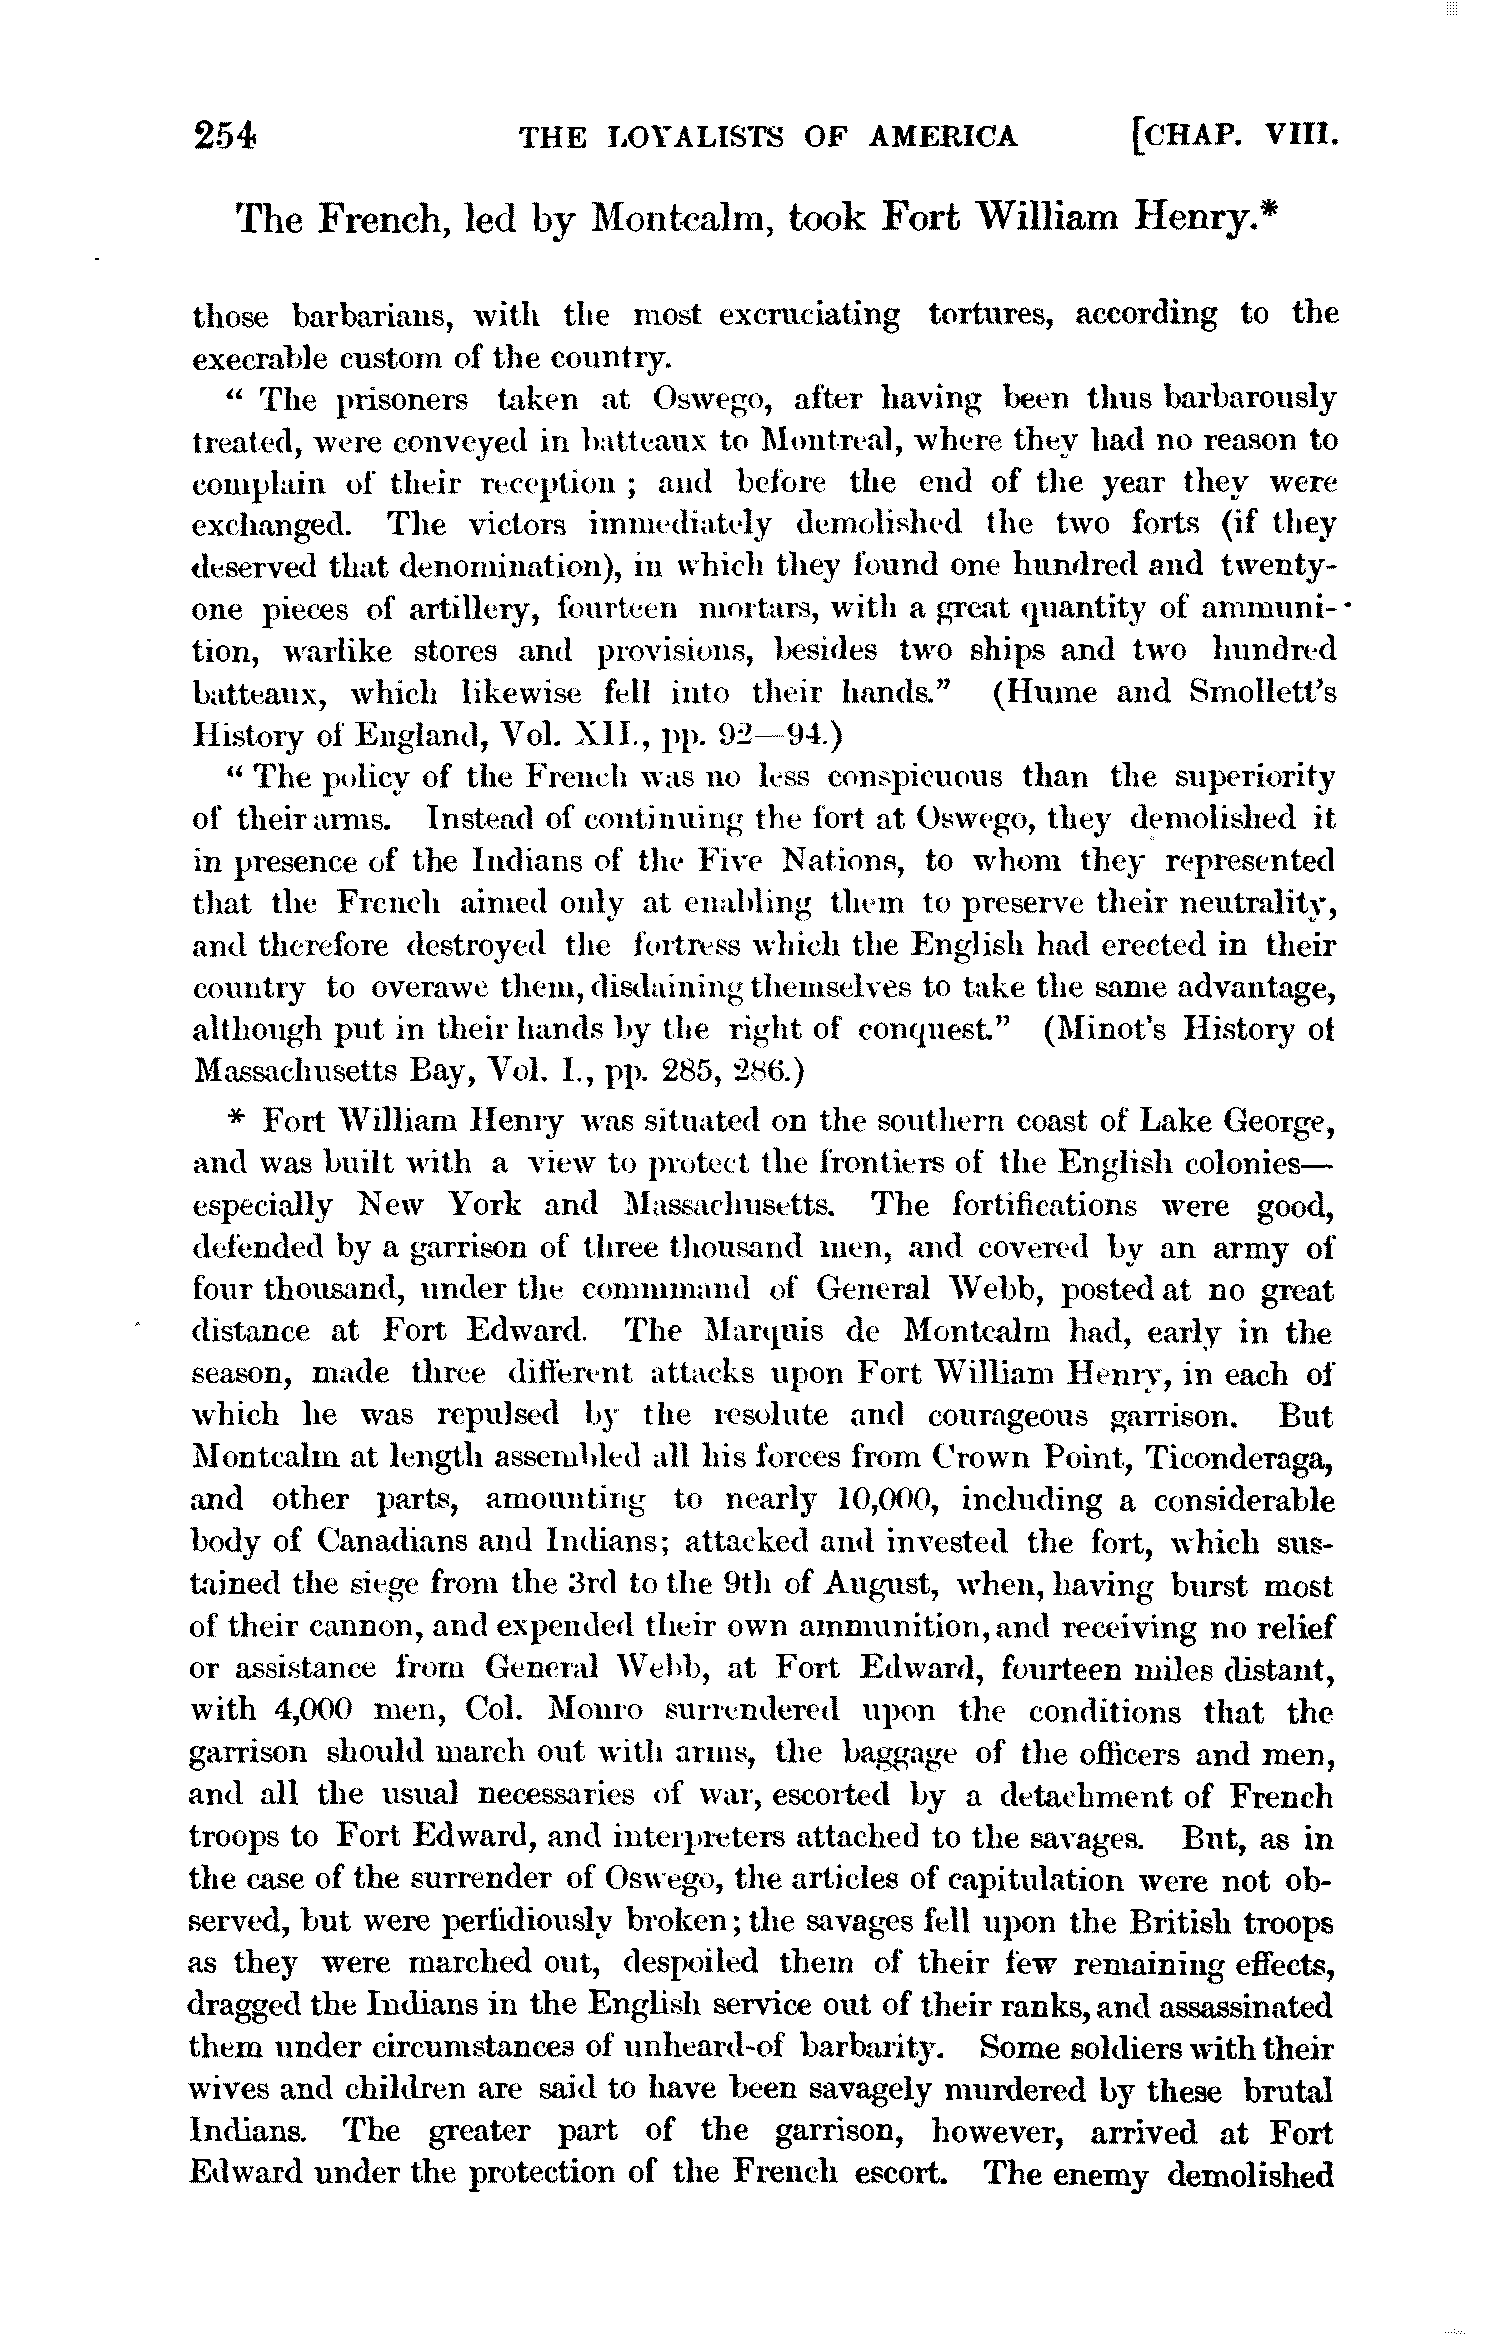 254 THE LOYALISTS OF AMERICA [CHAP. VIII.
The French, led by Montcalm, took Fort William Henry.*
those barbarians, with the most excruciating tortures, according to the
execrable custom of the country.
“ The prisoners taken at Oswego, after having been thus barbarously
treated, were conveyed in batteaux to Montreal, where they had no reason to
complain of their reception ; and before the end of the year they were
exchanged. The victors immediately demolished the two forts (if they
deserved that denomination), in which they found one hundred and twenty-
one pieces of artillery, fourteen mortars, with a great quantity of ammuni-
tion, warlike stores and provisions, besides two ships and two hundred
batteaux, which likewise fell into their hands.” (Hume and Smollett's
History of England, Vol. XII., pp. 92—94.)
“ The policy of the French was no less conspicuous than the superiority
of their arms. Instead of continuing the fort at Oswego, they demolished it
in presence of the Indians of the Five Nations, to whom they represented
that the French aimed only at enabling them to preserve their neutrality,
and therefore destroyed the fortress which the English had erected in their
country to overawe them, disdaining themselves to take the same advantage,
although put in their hands by the right of conquest.” (Minot's History of
Massachusetts Bay, Vol. I., pp. 285, 286.)
* Fort William Henry was situated on the southern coast of Lake George,
and was built with a view to protect the frontiers of the English colonies—
especially New York and Massachusetts. The fortifications were good,
defended by a garrison of three thousand men, and covered by an army of
four thousand, under the command of General Webb, posted at no great
distance at Fort Edward. The Marquis de Montcalm had, early in the
season, made three different attacks upon Fort William Henry, in each of
which he was repulsed by the resolute and courageous garrison. But
Montcalm at length assembled all his forces from Crown Point, Ticonderaga,
and other parts, amounting to nearly 10,000, including a considerable
body of Canadians and Indians; attacked and invested the fort, which sus-
tained the siege from the 3rd to the 9th of August, when, having burst most
of their cannon, and expended their own ammunition, and receiving no relief
or assistance from General Webb, at Fort Edward, fourteen miles distant,
with 4,000 men, Col. Monro surrendered upon the conditions that the
garrison should march out with arms, the baggage of the officers and men,
and all the usual necessaries of war, escorted by a detachment of French
troops to Fort Edward, and interpreters attached to the savages. But, as in
the case of the surrender of Oswego, the articles of capitulation were not ob-
served, but were perfidiously broken; the savages fell upon the British troops
as they were marched out, despoiled them of their few remaining effects,
dragged the Indians in the English service out of their ranks, and assassinated
them under circumstances of unheard-of barbarity. Some soldiers with their
wives and children are said to have been savagely murdered by these brutal
Indians. The greater part of the garrison, however, arrived at Fort
Edward under the protection of the French escort. The enemy demolished